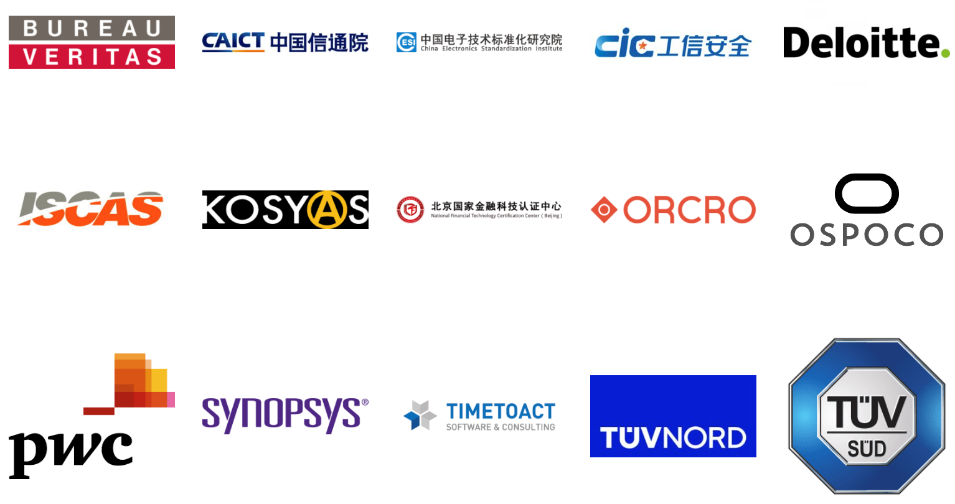 BUREAU
VERITAS
CAICT 中国信通院
CESI 中国电子技术标准化研究院
China Electronics Standardization Institute
CIC 工信安全
Deloitte.
ISCAS
KOSYAS
北京国家金融科技认证中心
National Financial Technology Certification Center ( Beijing )
ORCRO
OSPOCO
pwc
SYNOPSYS®
TIMETOACT
SOFTWARE & CONSULTING
TÜVNORD
TÜV
SÜD